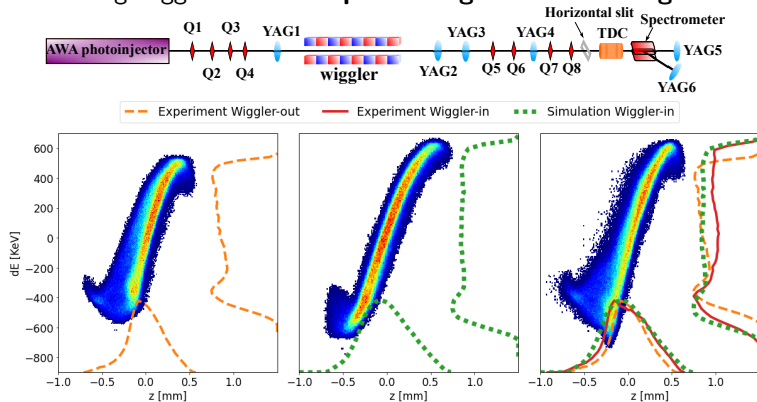 Q1 Q3 Horizontal slit Spectrometer
AWA photoinjector YAG1 YAG3 YAG4 TDC YAG5
Q2 Q4 wiggler YAG2 Q5 Q6 Q7 Q8 YAG6
Experiment Wiggler-out Experiment Wiggler-in Simulation Wiggler-in
dE [KeV]
600
400
200
0
−200
−400
−600
−800
−1.0 −0.5 0.0 0.5 1.0
z [mm]
−1.0 −0.5 0.0 0.5 1.0
z [mm]
−1.0 −0.5 0.0 0.5 1.0
z [mm]